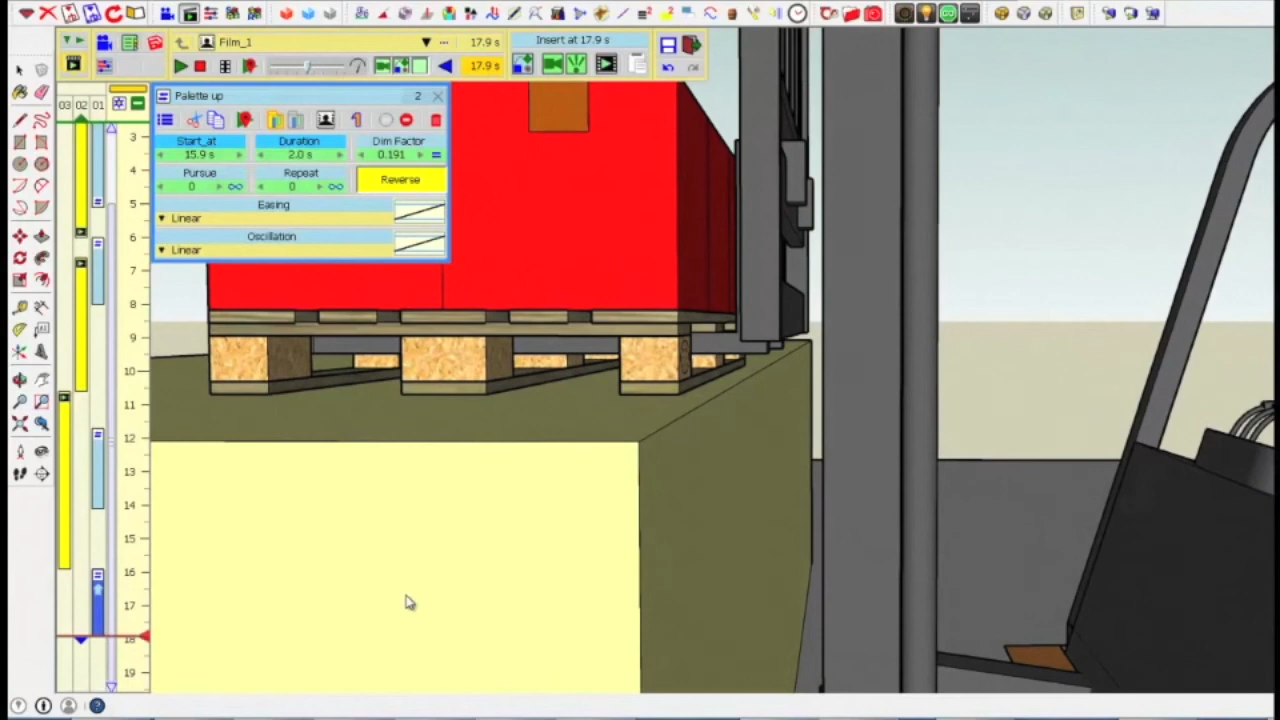 Film_1
17.9 s
Insert at 17.9 s
17.9 s
Palette up
2
03 02 01
Start_at
Duration
Dim Factor
15.9 s
2.0 s
0.191
Pursue
Repeat
Reverse
0
0
Easing
Linear
Oscillation
Linear
3
4
5
6
7
8
9
10
11
12
13
14
15
16
17
18
19